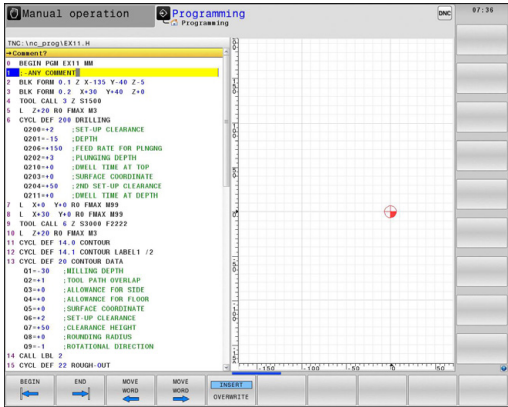 Manual operation
Programming
Programming
DNC
07:36
TNC:\nc_prog\EX11.H
→Comment?
0 BEGIN PGM EX11 MM
1 ;-ANY COMMENT
2 BLK FORM 0.1 Z X-135 Y-40 Z-5
3 BLK FORM 0.2 X+30 Y+40 Z+0
4 TOOL CALL 3 Z S1500
5 L Z+20 R0 FMAX M3
6 CYCL DEF 200 DRILLING
Q200=+2 ;SET-UP CLEARANCE
Q201=-15 ;DEPTH
Q206=+150 ;FEED RATE FOR PLNGNG
Q202=+3 ;PLUNGING DEPTH
Q210=+0 ;DWELL TIME AT TOP
Q203=+0 ;SURFACE COORDINATE
Q204=+50 ;2ND SET-UP CLEARANCE
Q211=+0 ;DWELL TIME AT DEPTH
7 L X+0 Y+0 R0 FMAX M99
8 L X+30 Y+0 R0 FMAX M99
9 TOOL CALL 6 Z S3000 F2222
10 L Z+20 R0 FMAX M3
11 CYCL DEF 14.0 CONTOUR
12 CYCL DEF 14.1 CONTOUR LABEL1 /2
13 CYCL DEF 20 CONTOUR DATA
Q1=-30 ;MILLING DEPTH
Q2=+1 ;TOOL PATH OVERLAP
Q3=+0 ;ALLOWANCE FOR SIDE
Q4=+0 ;ALLOWANCE FOR FLOOR
Q5=+0 ;SURFACE COORDINATE
Q6=+2 ;SET-UP CLEARANCE
Q7=+50 ;CLEARANCE HEIGHT
Q8=+0 ;ROUNDING RADIUS
Q9=-1 ;ROTATIONAL DIRECTION
14 CALL LBL 2
15 CYCL DEF 22 ROUGH-OUT
-150 -100 -50 0 50
BEGIN
END
MOVE
WORD
MOVE
WORD
INSERT
OVERWRITE